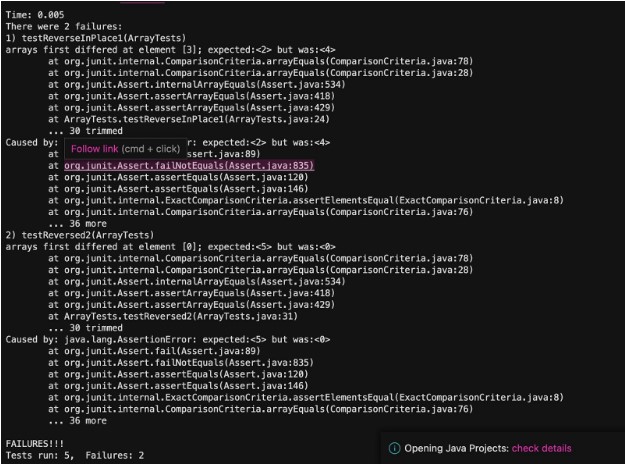 Time: 0.005
There were 2 failures:
1) testReverseInPlace1(ArrayTests)
arrays first differed at element [3]; expected:<2> but was:<4>
at org.junit.internal.ComparisonCriteria.arrayEquals(ComparisonCriteria.java:78)
at org.junit.internal.ComparisonCriteria.arrayEquals(ComparisonCriteria.java:28)
at org.junit.Assert.internalArrayEquals(Assert.java:534)
at org.junit.Assert.assertArrayEquals(Assert.java:418)
at org.junit.Assert.assertArrayEquals(Assert.java:429)
at ArrayTests.testReverseInPlace1(ArrayTests.java:24)
... 30 trimmed
Caused by: r: expected:<2> but was:<4>
Follow link (cmd + click)
at ssert.java:89)
at org.junit.Assert.failNotEquals(Assert.java:835)
at org.junit.Assert.assertEquals(Assert.java:120)
at org.junit.Assert.assertEquals(Assert.java:146)
at org.junit.internal.ExactComparisonCriteria.assertElementsEqual(ExactComparisonCriteria.java:8)
at org.junit.internal.ComparisonCriteria.arrayEquals(ComparisonCriteria.java:76)
... 36 more
2) testReversed2(ArrayTests)
arrays first differed at element [0]; expected:<5> but was:<0>
at org.junit.internal.ComparisonCriteria.arrayEquals(ComparisonCriteria.java:78)
at org.junit.internal.ComparisonCriteria.arrayEquals(ComparisonCriteria.java:28)
at org.junit.Assert.internalArrayEquals(Assert.java:534)
at org.junit.Assert.assertArrayEquals(Assert.java:418)
at org.junit.Assert.assertArrayEquals(Assert.java:429)
at ArrayTests.testReversed2(ArrayTests.java:31)
... 30 trimmed
Caused by: java.lang.AssertionError: expected:<5> but was:<0>
at org.junit.Assert.fail(Assert.java:89)
at org.junit.Assert.failNotEquals(Assert.java:835)
at org.junit.Assert.assertEquals(Assert.java:120)
at org.junit.Assert.assertEquals(Assert.java:146)
at org.junit.internal.ExactComparisonCriteria.assertElementsEqual(ExactComparisonCriteria.java:8)
at org.junit.internal.ComparisonCriteria.arrayEquals(ComparisonCriteria.java:76)
... 36 more
FAILURES!!!
Tests run: 5,  Failures: 2
Opening Java Projects: check details